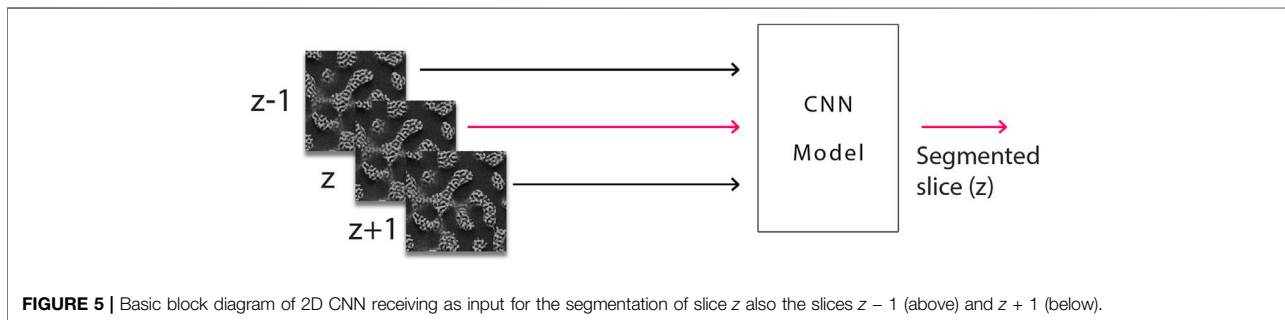 z-1
z
z+1
CNN
Model
Segmented
slice (z)
FIGURE 5 | Basic block diagram of 2D CNN receiving as input for the segmentation of slice z also the slices z − 1 (above) and z + 1 (below).